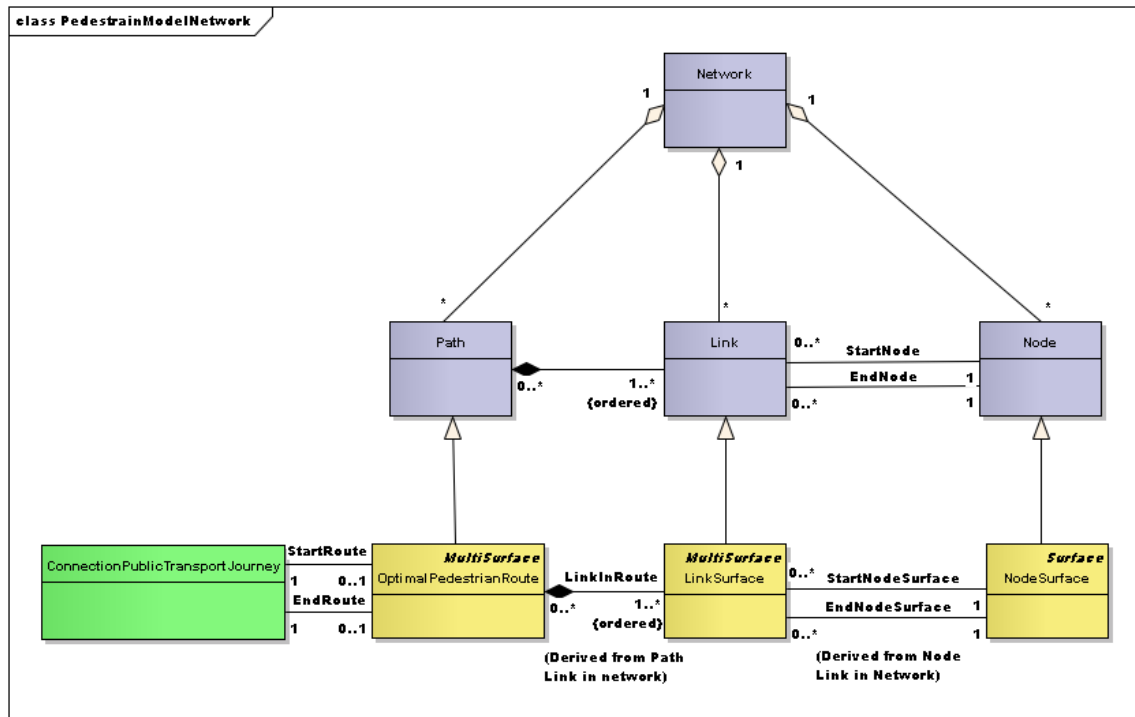 class PedestrainModelNetwork
Network
1
1
1
*
*
*
Path
Link
Node
0..*
StartNode
EndNode
0..*
1..*
{ordered}
0..*
1
1
MultiSurface
MultiSurface
Surface
ConnectionPublicTransportJourney
StartRoute
OptimalPedestrianRoute
LinkInRoute
LinkSurface
0..*
StartNodeSurface
NodeSurface
1
0..1
EndRoute
0..*
1..*
EndNodeSurface
1
1
0..1
{ordered}
0..*
1
(Derived from Path
Link in network)
(Derived from Node
Link in Network)